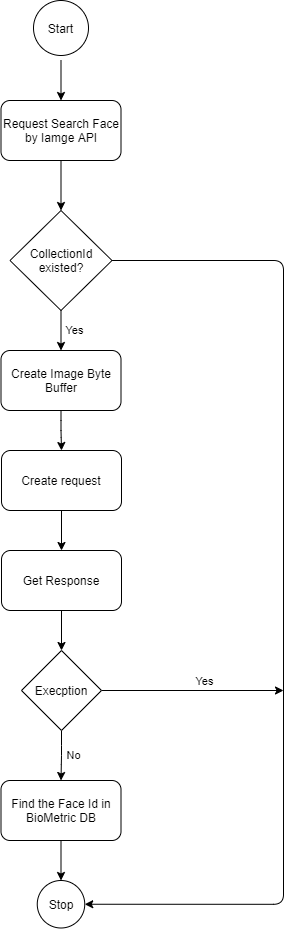 Start
Request Search Face
by Iamge API
CollectionId
existed?
Yes
Create Image Byte
Buffer
Create request
Get Response
Execption
Yes
No
Find the Face Id in
BioMetric DB
Stop